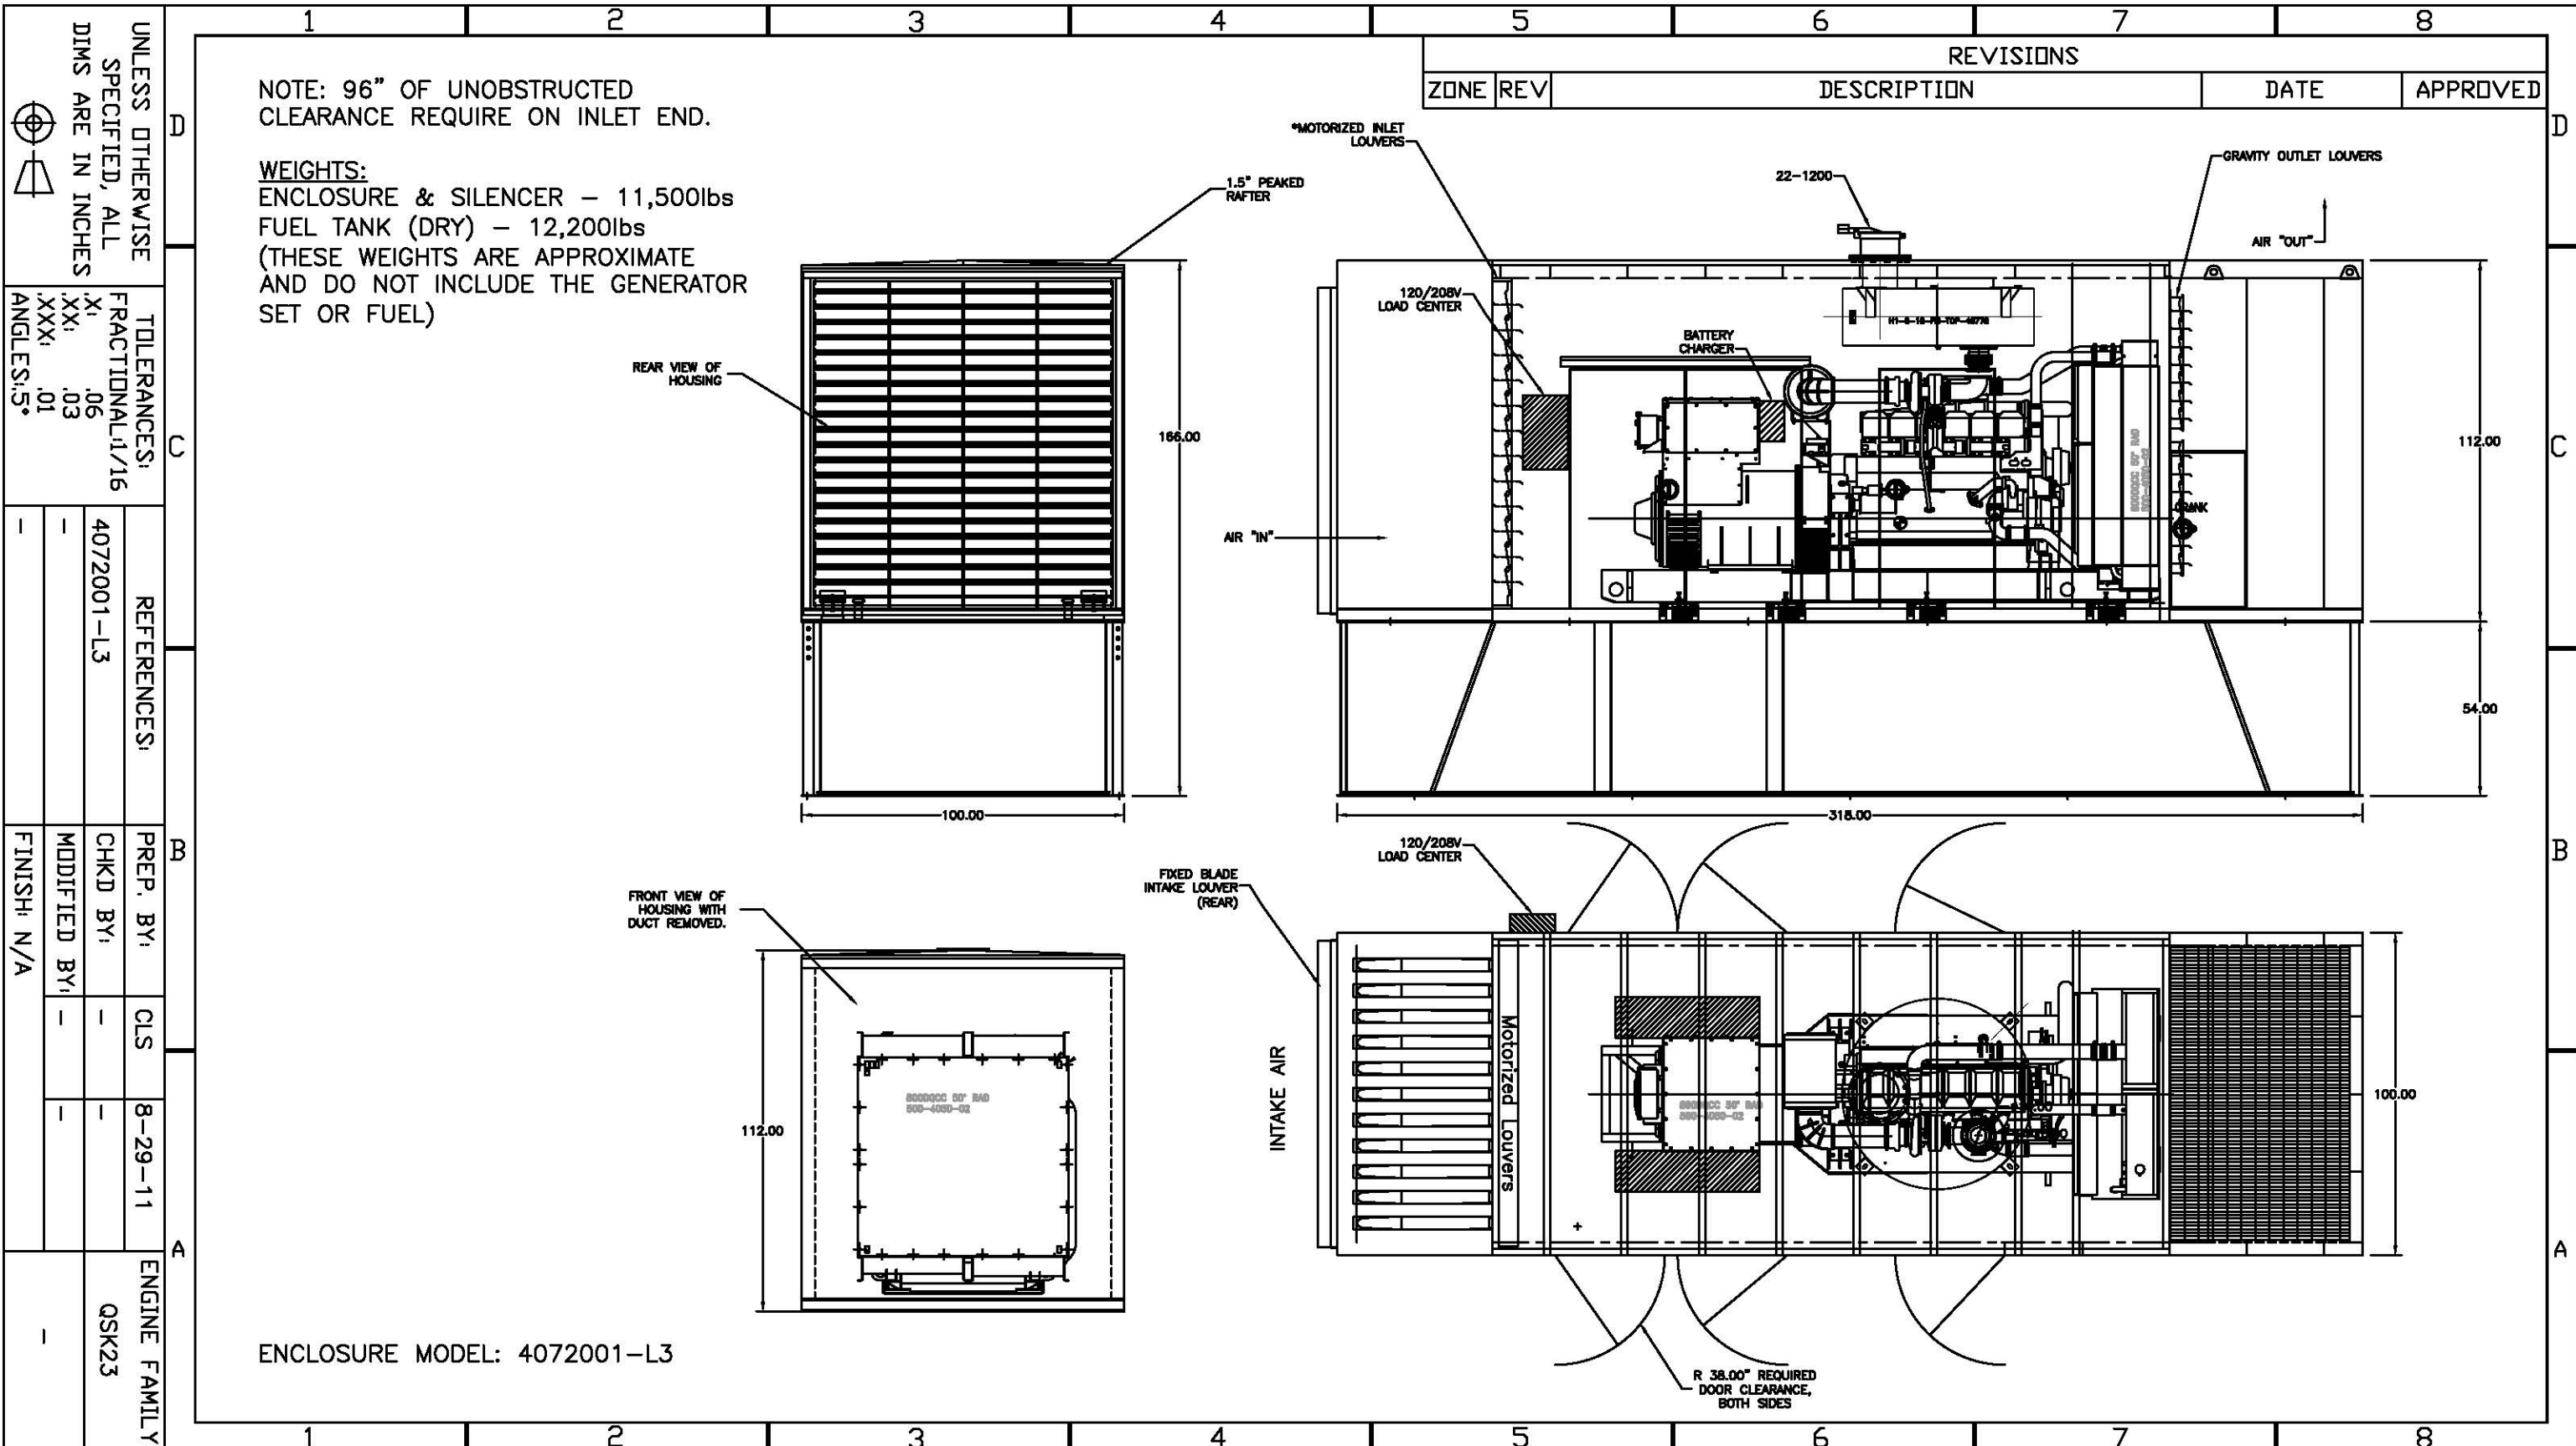 1 2 3 4 5 6 7 8
REVISIONS
ZONE REV DESCRIPTION DATE APPROVED
D
D
C
C
B
B
A
A
NOTE: 96” OF UNOBSTRUCTED
CLEARANCE REQUIRE ON INLET END.
WEIGHTS:
ENCLOSURE & SILENCER – 11,500lbs
FUEL TANK (DRY) – 12,200lbs
(THESE WEIGHTS ARE APPROXIMATE
AND DO NOT INCLUDE THE GENERATOR
SET OR FUEL)
REAR VIEW OF
HOUSING
1.5" PEAKED
RAFTER
166.00
100.00
*MOTORIZED INLET
LOUVERS
22-1200
GRAVITY OUTLET LOUVERS
AIR "OUT"
120/208V
LOAD CENTER
BATTERY
CHARGER
AIR "IN"
CRANK
112.00
54.00
318.00
FRONT VIEW OF
HOUSING WITH
DUCT REMOVED.
112.00
FIXED BLADE
INTAKE LOUVER
(REAR)
120/208V
LOAD CENTER
INTAKE AIR
Motorized Louvers
100.00
R 38.00" REQUIRED
DOOR CLEARANCE,
BOTH SIDES
ENCLOSURE MODEL: 4072001-L3
1 2 3 4 5 6 7 8
UNLESS OTHERWISE
SPECIFIED, ALL
DIMS ARE IN INCHES
TOLERANCES:
FRACTIONAL:1/16
.X: .06
.XX: .03
.XXX: .01
ANGLES:.5°
REFERENCES:
4072001-L3
-
-
PREP. BY: CLS 8-29-11
CHKD BY: - -
MODIFIED BY: - -
FINISH: N/A
ENGINE FAMILY
QSK23
-